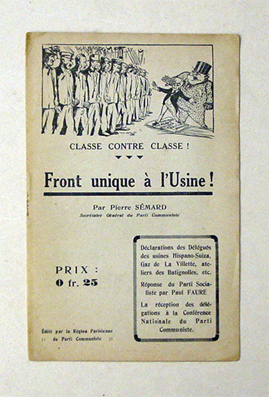 CLASSE CONTRE CLASSE !
Front unique à l'Usine !
Par Pierre SÉMARD
Secrétaire Général du Parti Communiste
PRIX :
0 fr. 25
Edité par la Région Parisienne
du Parti Communiste
Déclarations des Délégués
des usines Hispano-Suiza,
Gaz de La Villette, ate-
liers des Batignolles, etc.
Réponse du Parti Socia-
liste par Paul FAURE
La réception des délé-
gations à la Conférence
Nationale du Parti
Communiste.